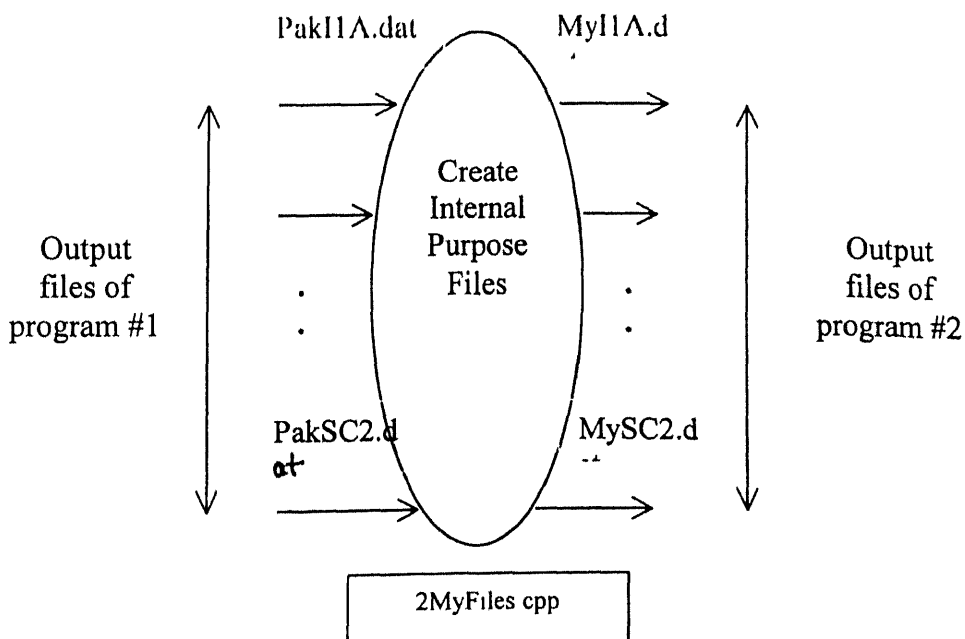 PakI1A.dat
MyI1A.d
Create
Internal
Purpose
Files
Output
files of
program #1
Output
files of
program #2
PakSC2.d
at
MySC2.d
2MyFiles cpp